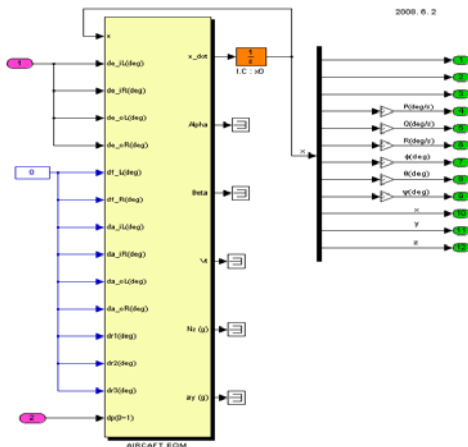 2008.6.2
x
x_dot
1
s
I.C : x0
1
de_iL(deg)
de_iR(deg)
de_oL(deg)
de_oR(deg)
0
df_L(deg)
df_R(deg)
da_iL(deg)
da_iR(deg)
da_oL(deg)
da_oR(deg)
dr1(deg)
dr2(deg)
dr3(deg)
2
dp(0~1)
Alpha
Beta
Vt
Nz (g)
ay (g)
AIRCAFT EOM
x
1
2
3
P(deg/s)
4
Q(deg/s)
5
R(deg/s)
6
ϕ(deg)
7
θ(deg)
8
ψ(deg)
9
x
10
y
11
z
12